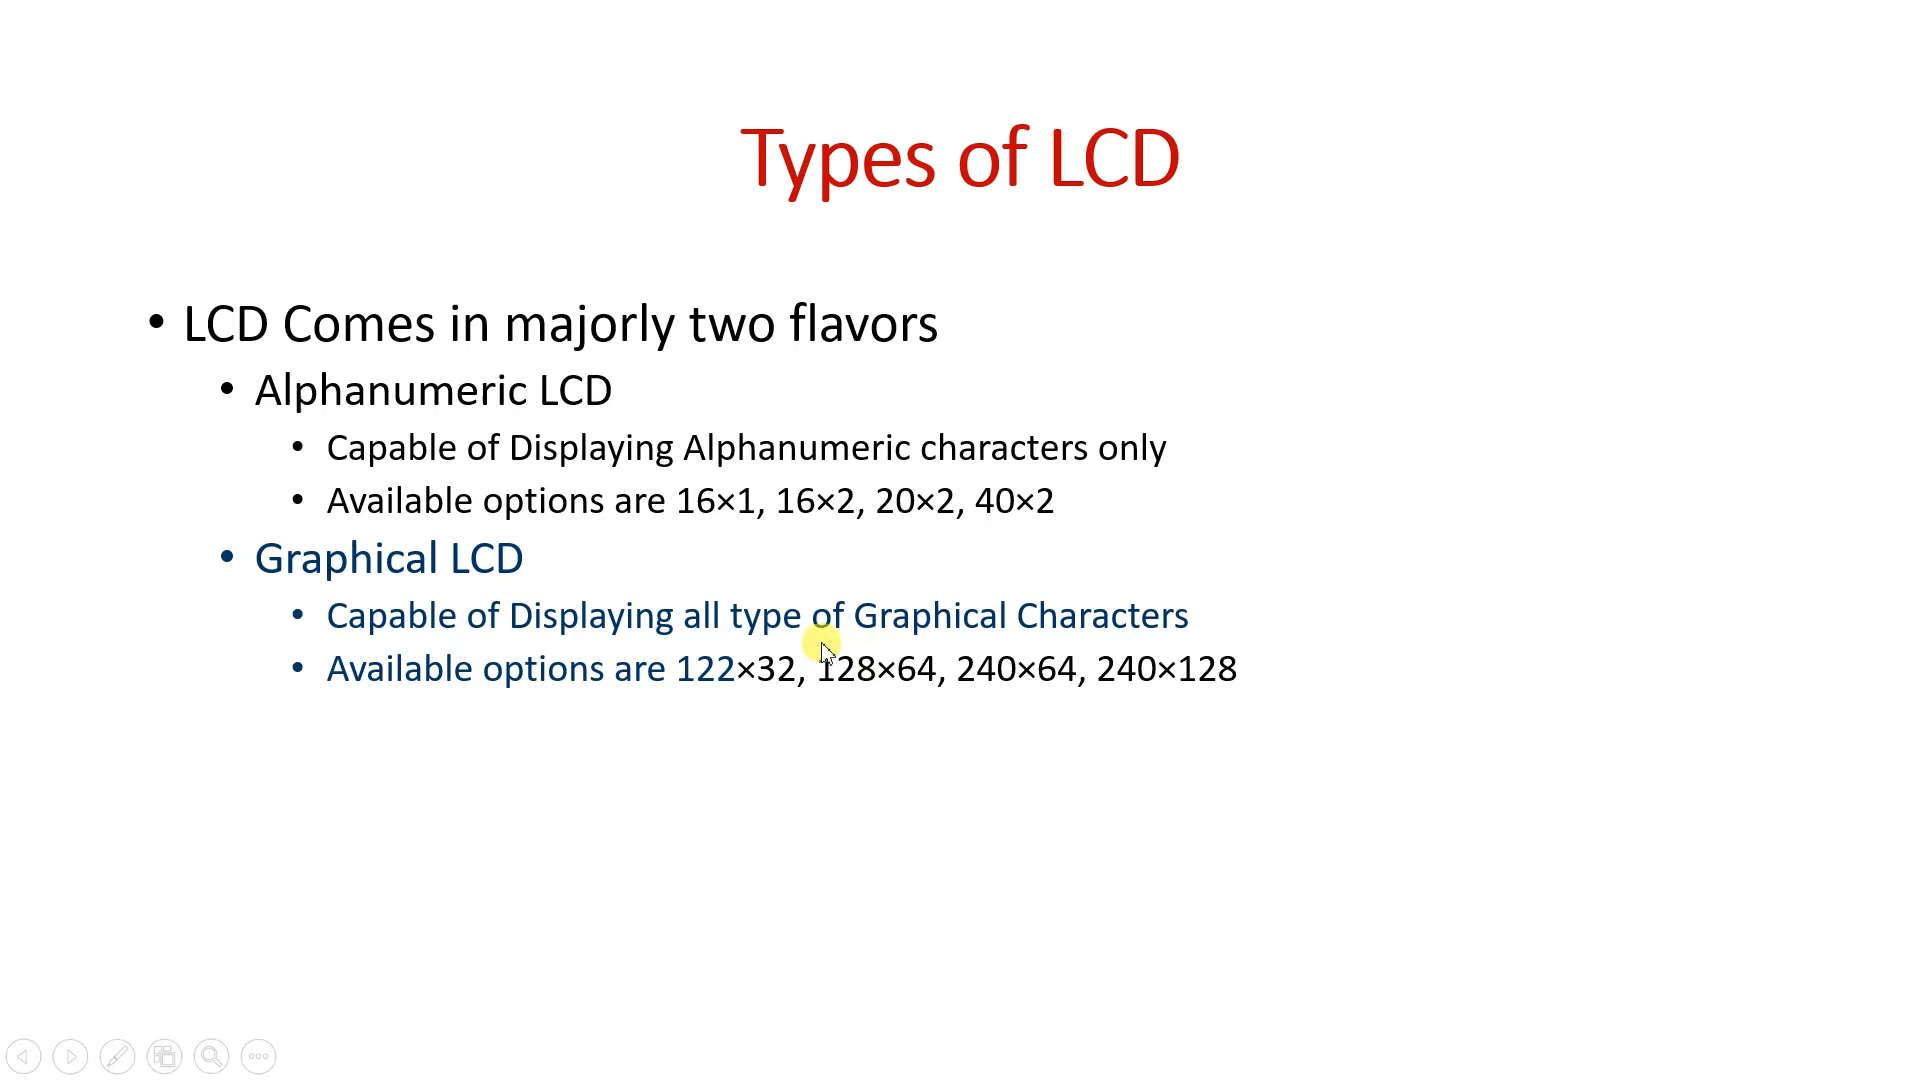 Types of LCD
• LCD Comes in majorly two flavors
• Alphanumeric LCD
• Capable of Displaying Alphanumeric characters only
• Available options are 16×1, 16×2, 20×2, 40×2
• Graphical LCD
• Capable of Displaying all type of Graphical Characters
• Available options are 122×32, 128×64, 240×64, 240×128